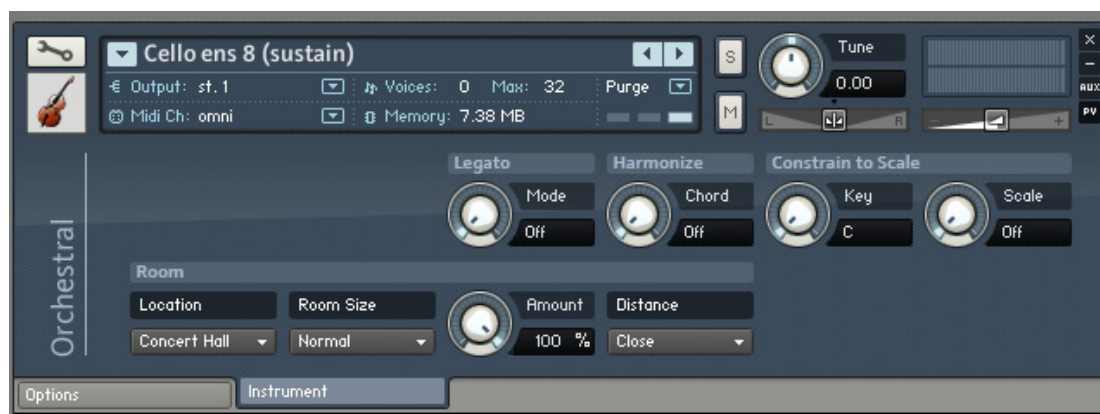 Cello ens 8 (sustain)
S
Tune
X
Output: st. 1
Voices: 0 Max: 32
Purge
0.00
AUX
Midi Ch: omni
Memory: 7.38 MB
M
L
R
-
+
PV
Orchestral
Legato
Harmonize
Constrain to Scale
Mode
Chord
Key
Scale
Off
Off
C
Off
Room
Location
Room Size
Amount
Distance
Concert Hall
Normal
100 %
Close
Options
Instrument